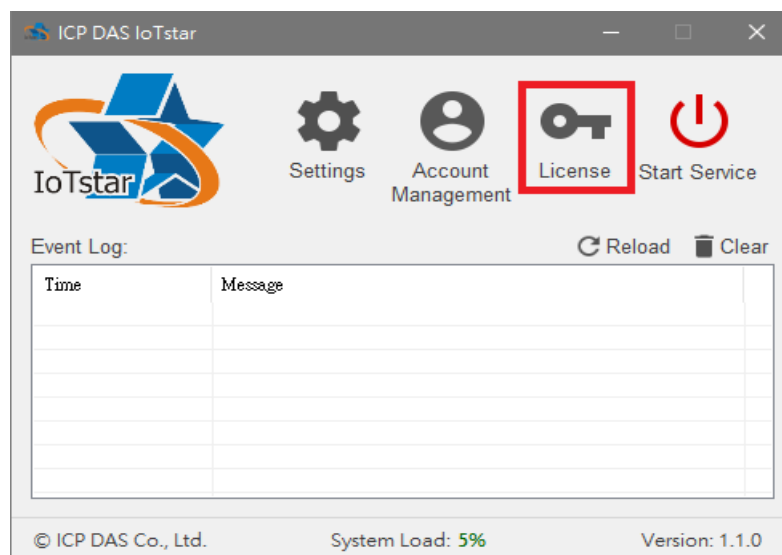 ICP DAS IoTstar
IoTstar
Settings
Account
Management
License
Start Service
Event Log:
Reload
Clear
Time
Message
© ICP DAS Co., Ltd.
System Load: 5%
Version: 1.1.0